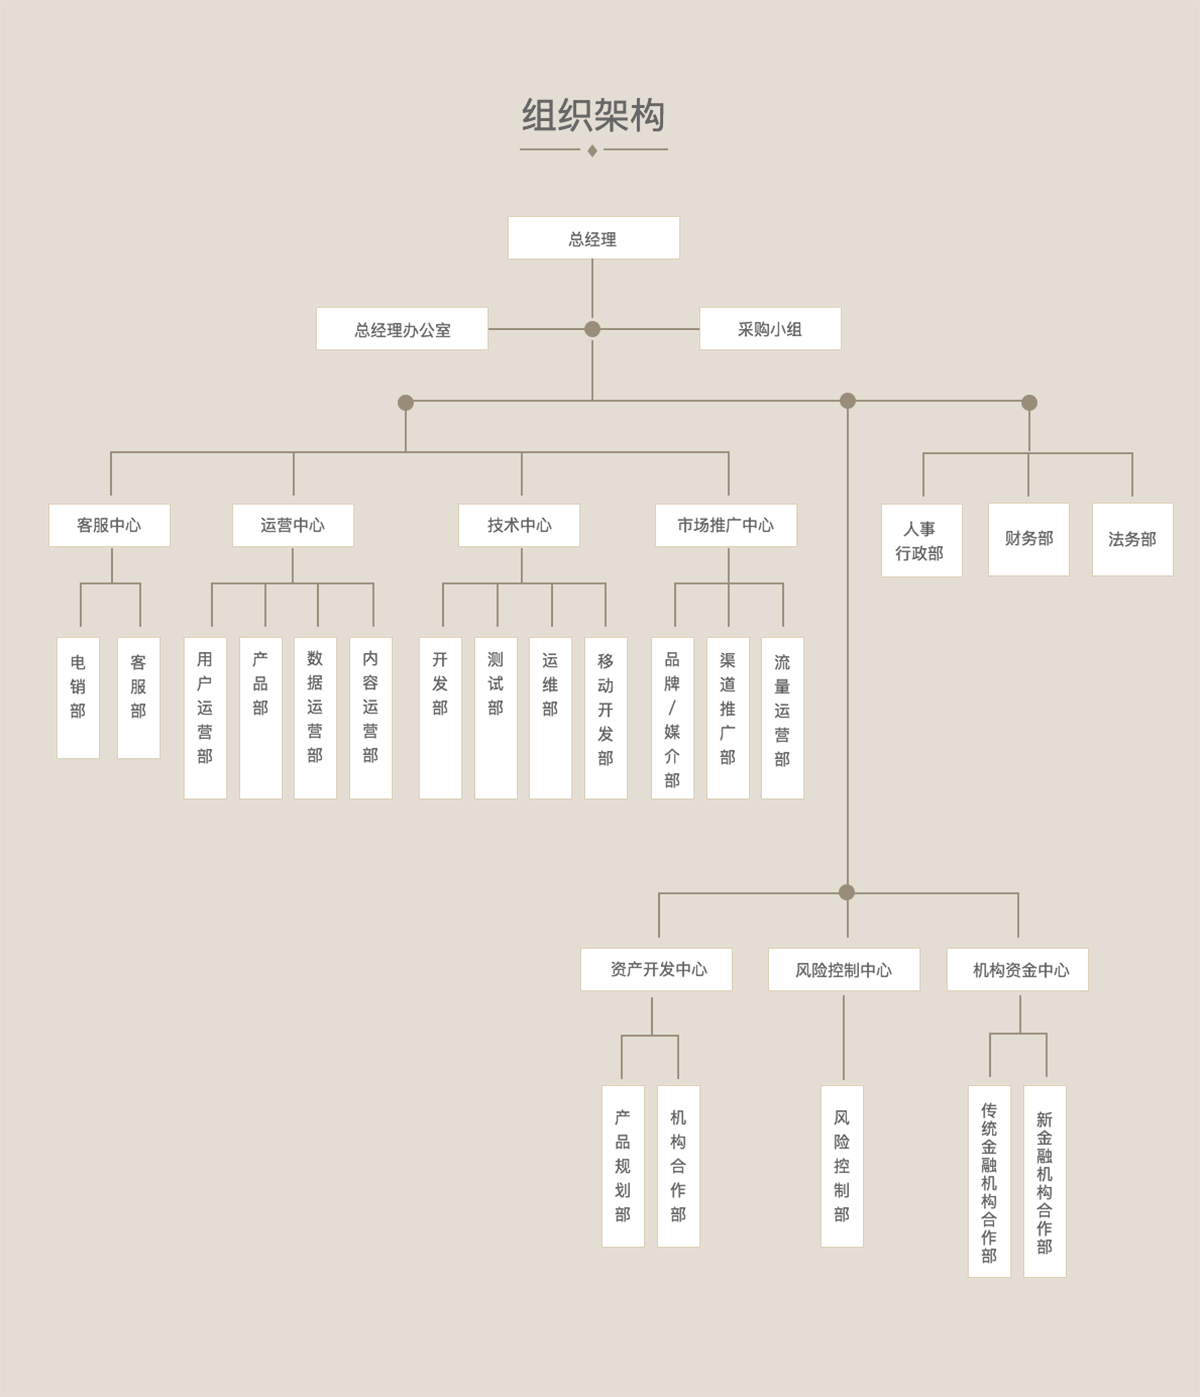 组织架构
总经理
总经理办公室
采购小组
客服中心
运营中心
技术中心
市场推广中心
人事
行政部
财务部
法务部
电销部
客服部
用户运营部
产品部
数据运营部
内容运营部
开发部
测试部
运维部
移动开发部
品牌/媒介部
渠道推广部
流量运营部
资产开发中心
风险控制中心
机构资金中心
产品规划部
机构合作部
风险控制部
传统金融机构合作部
新金融机构合作部